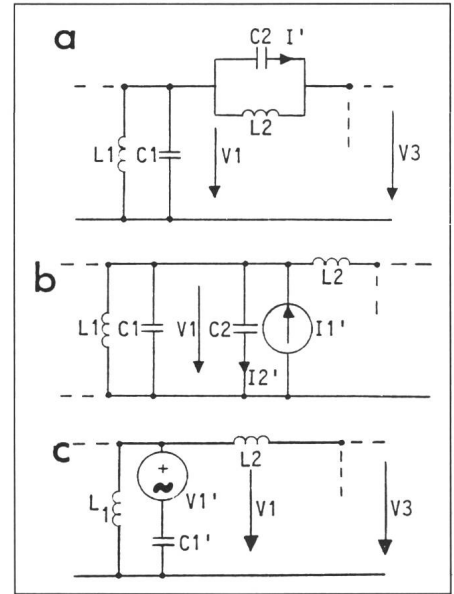 a
C2 I'
L2
L1 C1 V1 V3
b
L2
L1 C1 V1 C2 I1'
I2'
c
L2
+
V1'
L1 V1 V3
C1'